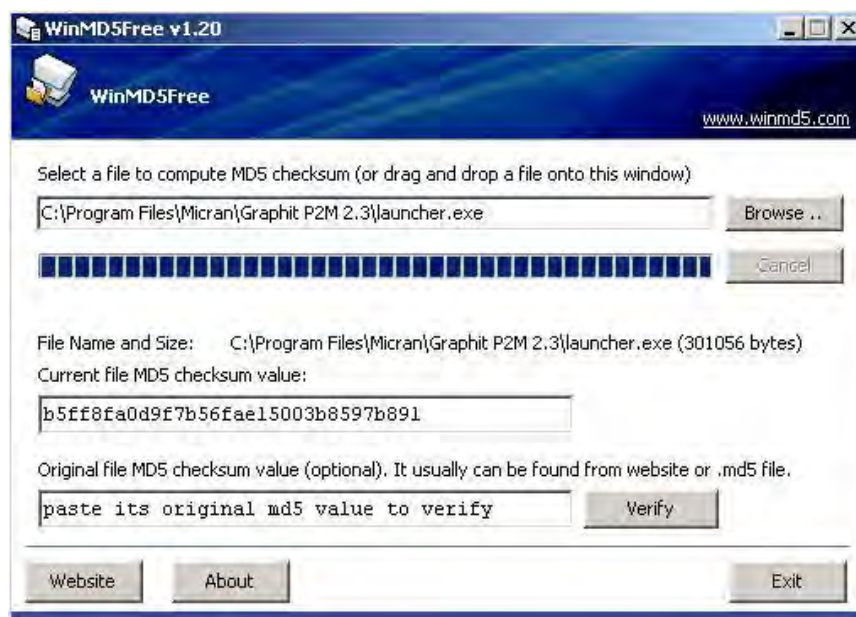 WinMD5Free v1.20
WinMD5Free
www.winmd5.com
Select a file to compute MD5 checksum (or drag and drop a file onto this window)
C:\Program Files\Micran\Graphit P2M 2.3\launcher.exe Browse ..
Cancel
File Name and Size: C:\Program Files\Micran\Graphit P2M 2.3\launcher.exe (301056 bytes)
Current file MD5 checksum value:
b5ff8fa0d9f7b56fae15003b8597b891
Original file MD5 checksum value (optional). It usually can be found from website or .md5 file.
paste its original md5 value to verify Verify
Website About Exit